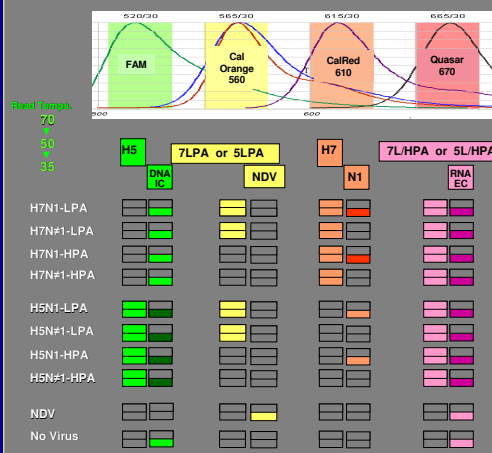 520/30 565/30 615/30 665/30
FAM
Cal
Orange
560
CalRed
610
Quasar
670
500 600
Read Temps.
70
50
35
H5
DNA
IC
7LPA or 5LPA
NDV
H7
N1
7L/HPA or 5L/HPA
RNA
EC
H7N1-LPA
H7N≠1-LPA
H7N1-HPA
H7N≠1-HPA
H5N1-LPA
H5N≠1-LPA
H5N1-HPA
H5N≠1-HPA
NDV
No Virus